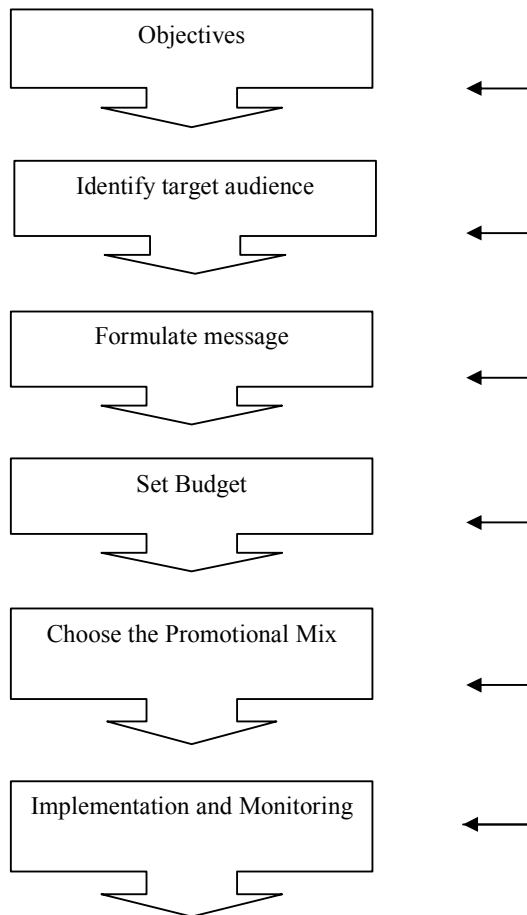 Objectives
Identify target audience
Formulate message
Set Budget
Choose the Promotional Mix
Implementation and Monitoring